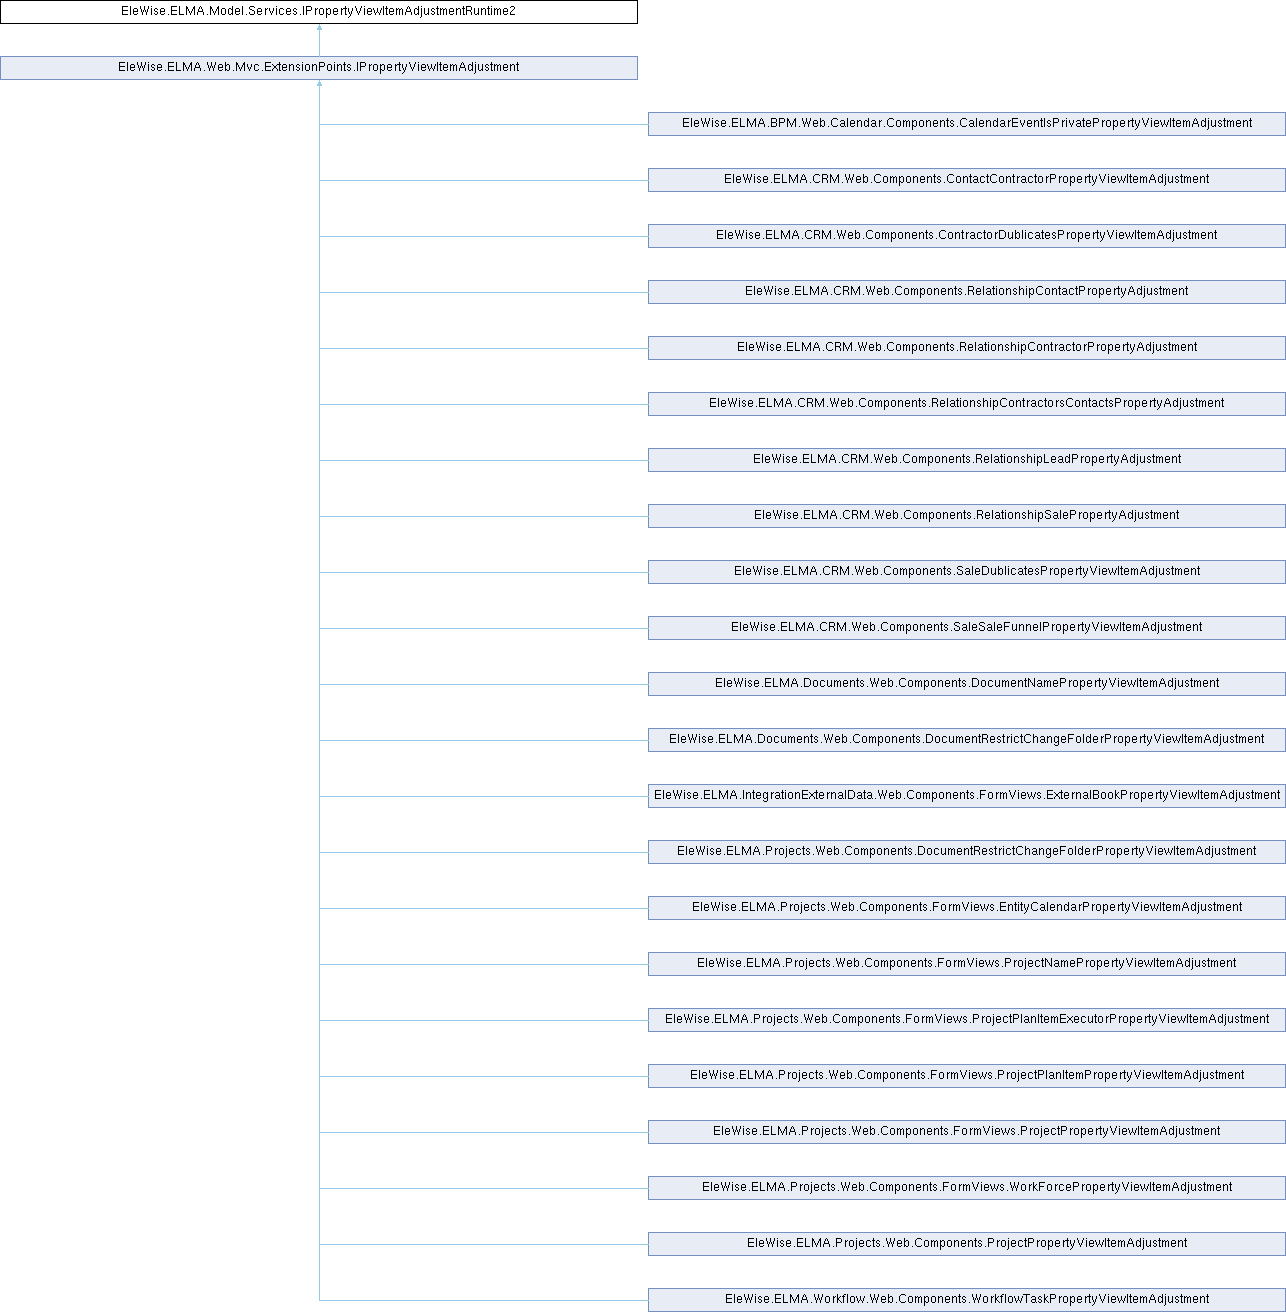 EleWise.ELMA.Model.Services.IPropertyViewItemAdjustmentRuntime2
EleWise.ELMA.Web.Mvc.ExtensionPoints.IPropertyViewItemAdjustment
EleWise.ELMA.BPM.Web.Calendar.Components.CalendarEventIsPrivatePropertyViewItemAdjustment
EleWise.ELMA.CRM.Web.Components.ContactContractorPropertyViewItemAdjustment
EleWise.ELMA.CRM.Web.Components.ContractorDublicatesPropertyViewItemAdjustment
EleWise.ELMA.CRM.Web.Components.RelationshipContactPropertyAdjustment
EleWise.ELMA.CRM.Web.Components.RelationshipContractorPropertyAdjustment
EleWise.ELMA.CRM.Web.Components.RelationshipContractorsContactsPropertyAdjustment
EleWise.ELMA.CRM.Web.Components.RelationshipLeadPropertyAdjustment
EleWise.ELMA.CRM.Web.Components.RelationshipSalePropertyAdjustment
EleWise.ELMA.CRM.Web.Components.SaleDublicatesPropertyViewItemAdjustment
EleWise.ELMA.CRM.Web.Components.SaleSaleFunnelPropertyViewItemAdjustment
EleWise.ELMA.Documents.Web.Components.DocumentNamePropertyViewItemAdjustment
EleWise.ELMA.Documents.Web.Components.DocumentRestrictChangeFolderPropertyViewItemAdjustment
EleWise.ELMA.IntegrationExternalData.Web.Components.FormViews.ExternalBookPropertyViewItemAdjustment
EleWise.ELMA.Projects.Web.Components.DocumentRestrictChangeFolderPropertyViewItemAdjustment
EleWise.ELMA.Projects.Web.Components.FormViews.EntityCalendarPropertyViewItemAdjustment
EleWise.ELMA.Projects.Web.Components.FormViews.ProjectNamePropertyViewItemAdjustment
EleWise.ELMA.Projects.Web.Components.FormViews.ProjectPlanItemExecutorPropertyViewItemAdjustment
EleWise.ELMA.Projects.Web.Components.FormViews.ProjectPlanItemPropertyViewItemAdjustment
EleWise.ELMA.Projects.Web.Components.FormViews.ProjectPropertyViewItemAdjustment
EleWise.ELMA.Projects.Web.Components.FormViews.WorkForcePropertyViewItemAdjustment
EleWise.ELMA.Projects.Web.Components.ProjectPropertyViewItemAdjustment
EleWise.ELMA.Workflow.Web.Components.WorkflowTaskPropertyViewItemAdjustment